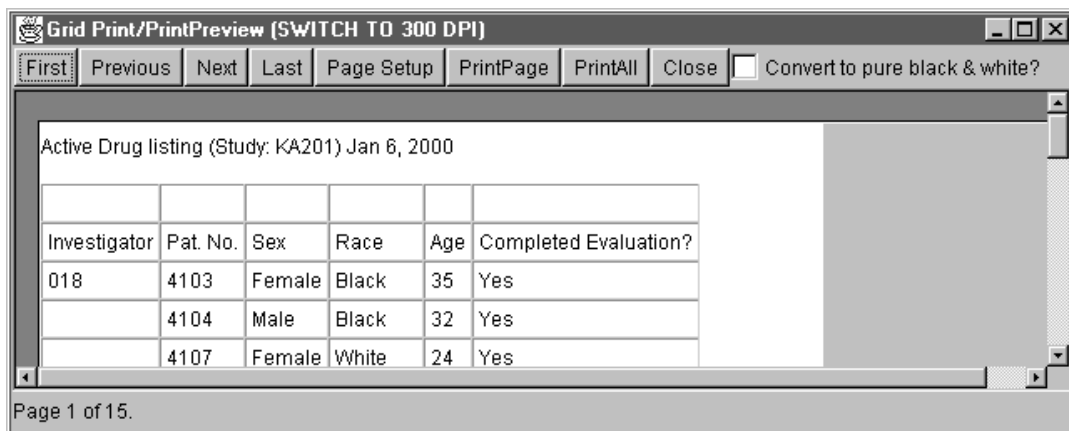 Grid Print/PrintPreview (SWITCH TO 300 DPI)
First Previous Next Last Page Setup PrintPage PrintAll Close Convert to pure black & white?
Active Drug listing (Study: KA201) Jan 6, 2000
Investigator Pat. No. Sex Race Age Completed Evaluation?
018 4103 Female Black 35 Yes
4104 Male Black 32 Yes
4107 Female White 24 Yes
Page 1 of 15.